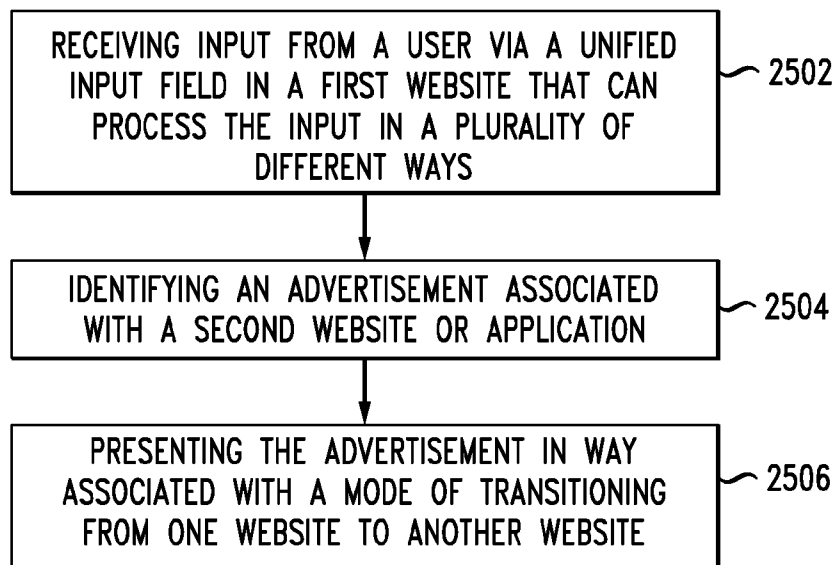 RECEIVING INPUT FROM A USER VIA A UNIFIED
INPUT FIELD IN A FIRST WEBSITE THAT CAN
PROCESS THE INPUT IN A PLURALITY OF
DIFFERENT WAYS
2502
IDENTIFYING AN ADVERTISEMENT ASSOCIATED
WITH A SECOND WEBSITE OR APPLICATION
2504
PRESENTING THE ADVERTISEMENT IN WAY
ASSOCIATED WITH A MODE OF TRANSITIONING
FROM ONE WEBSITE TO ANOTHER WEBSITE
2506